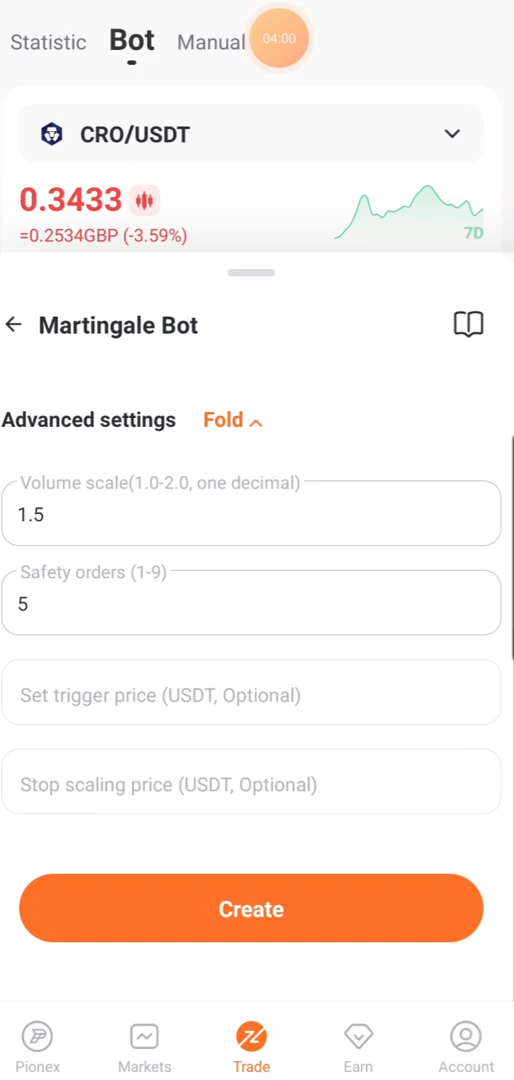 Statistic Bot Manual 04:00
CRO/USDT
0.3433
=0.2534GBP (-3.59%)
7D
Martingale Bot
Advanced settings Fold
Volume scale(1.0-2.0, one decimal)
1.5
Safety orders (1-9)
5
Set trigger price (USDT, Optional)
Stop scaling price (USDT, Optional)
Create
Pionex Markets Trade Earn Account